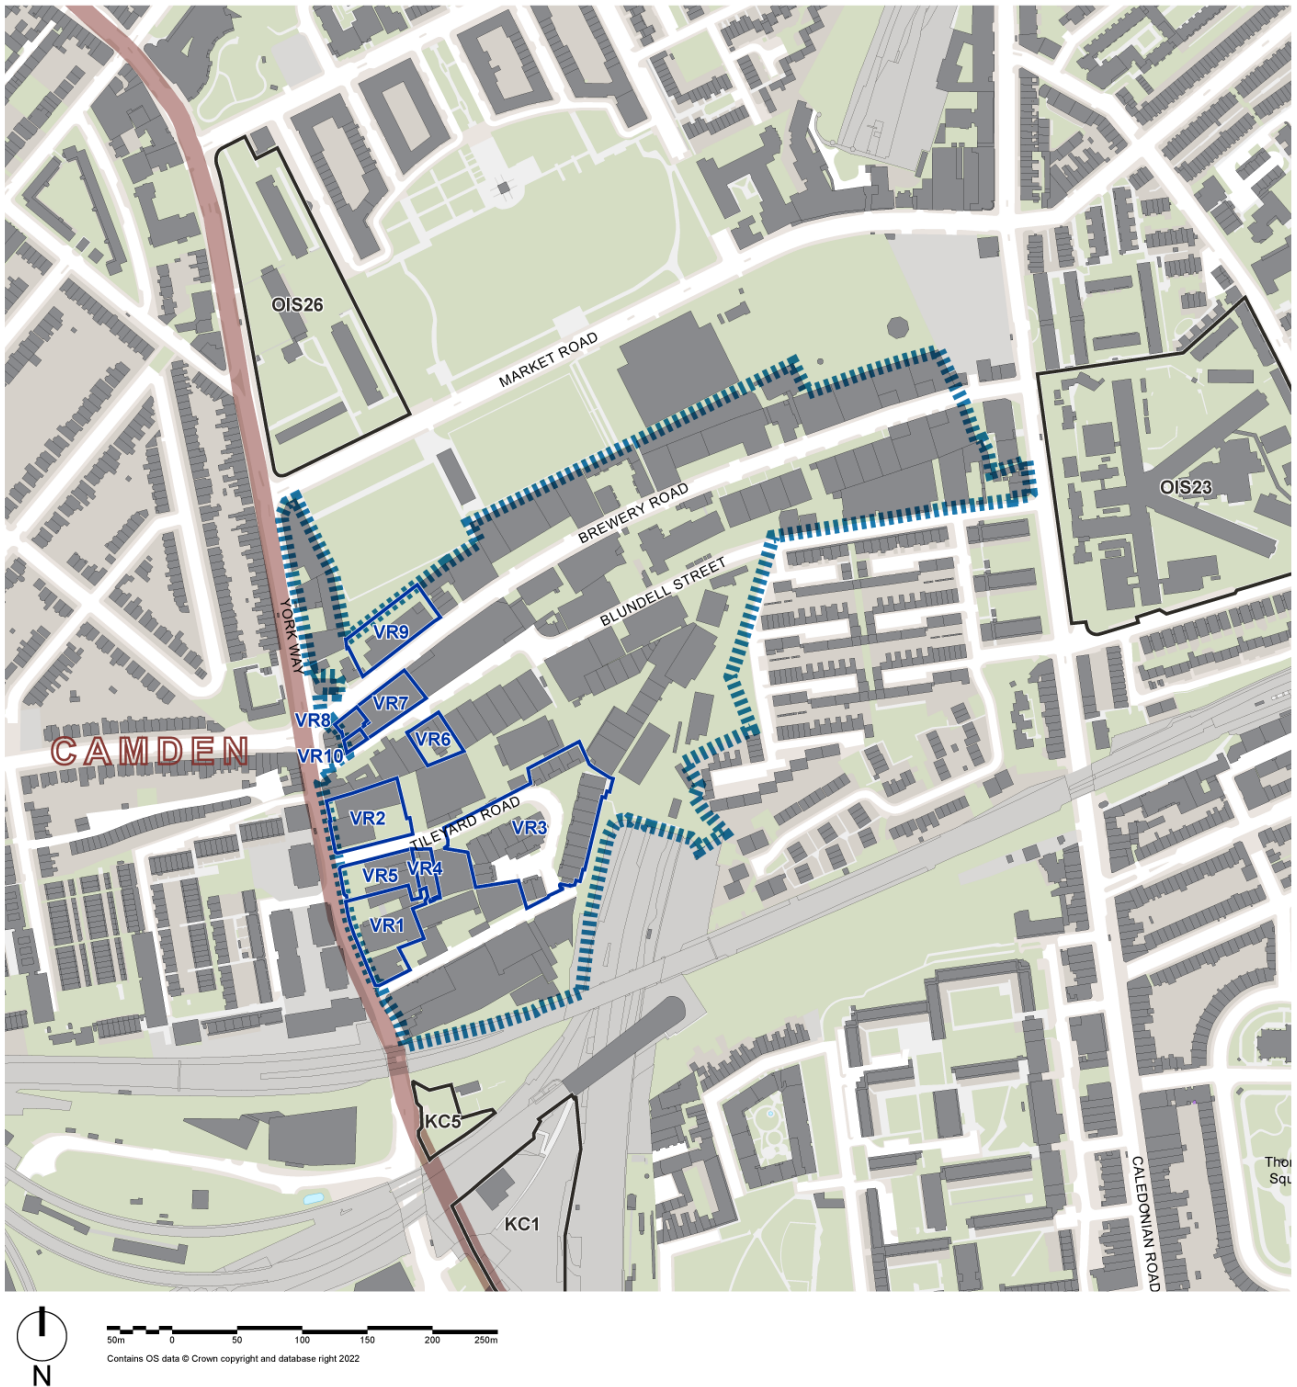 OIS26
MARKET ROAD
OIS23
BREWERY ROAD
BLUNDELL STREET
YORK WAY
VR9
VR7
VR8
VR6
VR10
CAMDEN
VR2
TILEYARD ROAD
VR3
VR4
VR5
VR1
KC5
KC1
CALEDONIAN ROAD
Thor
Squ
50m 0 50 100 150 200 250m
Contains OS data © Crown copyright and database right 2022
N